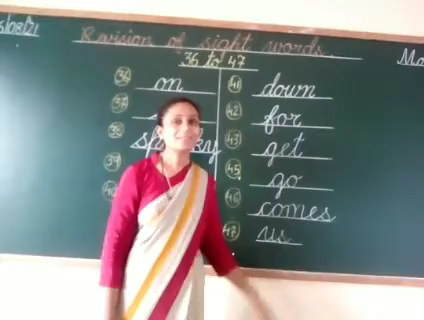 Revision of sight words.
36 to 47
36 on
37
38
39
41 down
42 for
43 get
45 go
46 comes
47 us
Mo